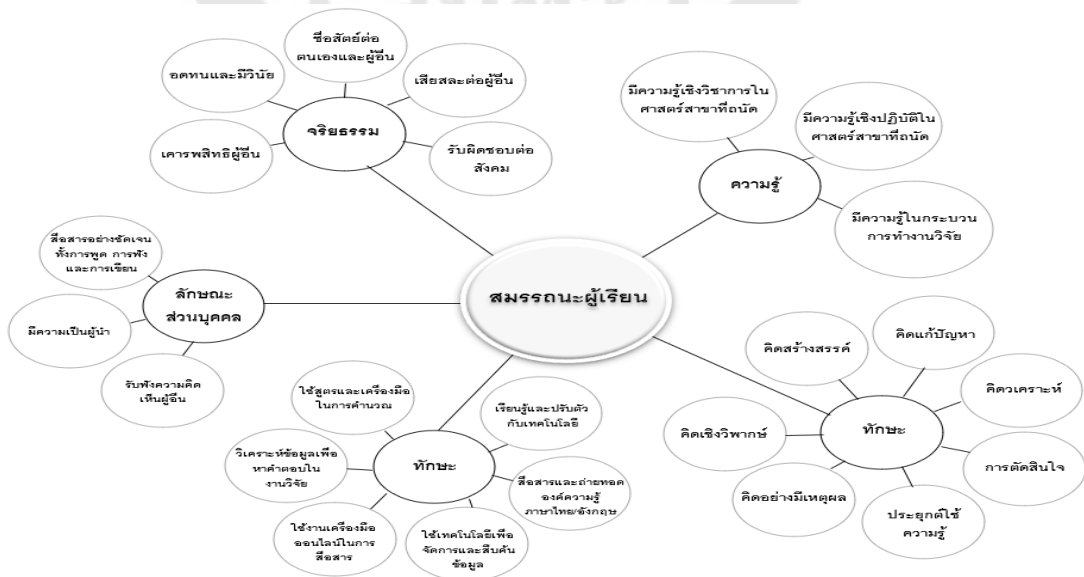 สมรรถนะผู้เรียน
จริยธรรม
เคารพสิทธิผู้อื่น
อดทนและมีวินัย
ซื่อสัตย์ต่อ
ตนเองและผู้อื่น
เสียสละต่อผู้อื่น
รับผิดชอบต่อ
สังคม
ความรู้
มีความรู้เชิงวิชาการใน
ศาสตร์สาขาที่ถนัด
มีความรู้เชิงปฏิบัติใน
ศาสตร์สาขาที่ถนัด
มีความรู้ในกระบวน
การทำงานวิจัย
ลักษณะ
ส่วนบุคคล
สื่อสารอย่างชัดเจน
ทั้งการพูด การฟัง
และการเขียน
มีความเป็นผู้นำ
รับฟังความคิด
เห็นผู้อื่น
ทักษะ
ใช้สูตรและเครื่องมือ
ในการคำนวณ
เรียนรู้และปรับตัว
กับเทคโนโลยี
วิเคราะห์ข้อมูลเพื่อ
หาคำตอบใน
งานวิจัย
สื่อสารและถ่ายทอด
องค์ความรู้
ภาษาไทย/อังกฤษ
ใช้งานเครื่องมือ
ออนไลน์ในการ
สื่อสาร
ใช้เทคโนโลยีเพื่อ
จัดการและสืบค้น
ข้อมูล
ทักษะ
คิดสร้างสรรค์
คิดแก้ปัญหา
คิดวเคราะห์
คิดเชิงวิพากษ์
การตัดสินใจ
คิดอย่างมีเหตุผล
ประยุกต์ใช้
ความรู้